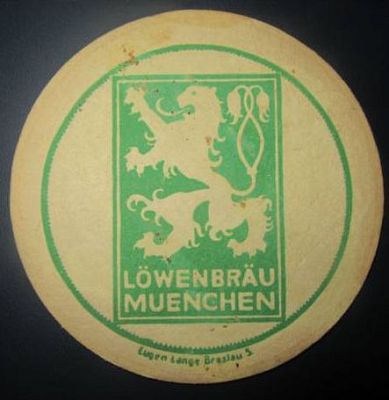 LÖWENBRÄU
MUENCHEN
Eugen Lange Breslau 5.